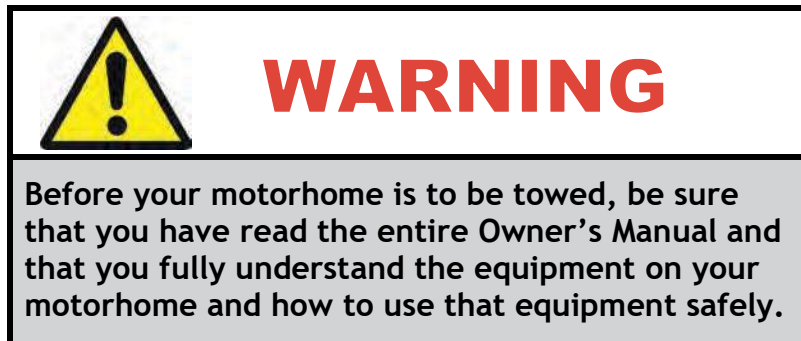 WARNING
Before your motorhome is to be towed, be sure
that you have read the entire Owner’s Manual and
that you fully understand the equipment on your
motorhome and how to use that equipment safely.